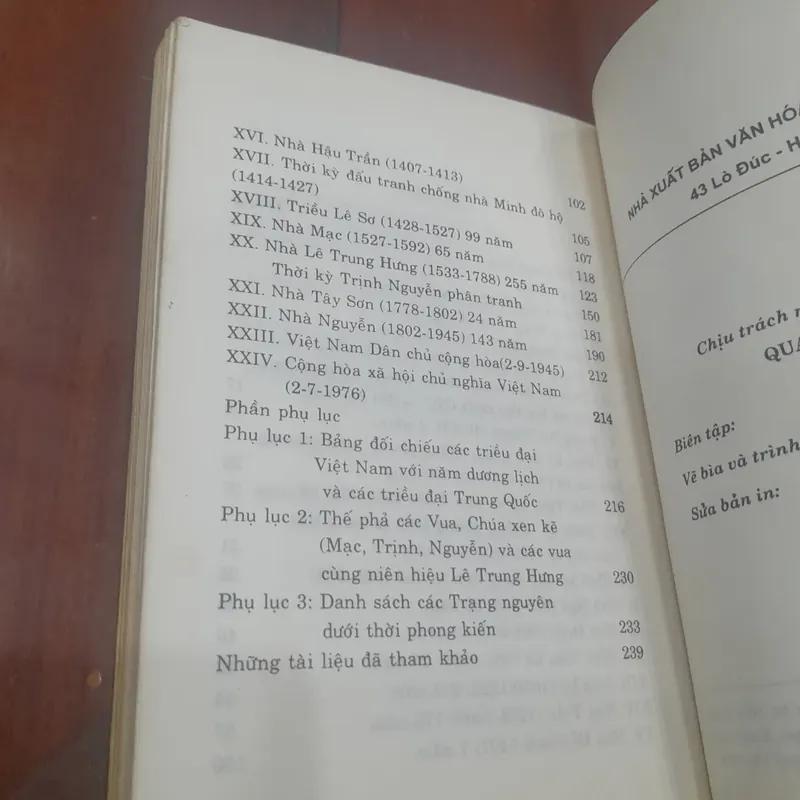 XVI. Nhà Hậu Trần (1407-1413)
XVII. Thời kỳ đấu tranh chống nhà Minh đô hộ 102
(1414-1427) 105
XVIII. Triều Lê Sơ (1428-1527) 99 năm 107
XIX. Nhà Mạc (1527-1592) 65 năm 118
XX. Nhà Lê Trung Hưng (1533-1788) 255 năm 123
Thời kỳ Trịnh Nguyễn phân tranh 150
XXI. Nhà Tây Sơn (1778-1802) 24 năm 181
XXII. Nhà Nguyễn (1802-1945) 143 năm 190
XXIII. Việt Nam Dân chủ cộng hòa(2-9-1945) 212
XXIV. Cộng hòa xã hội chủ nghĩa Việt Nam
(2-7-1976) 214
Phần phụ lục
Phụ lục 1: Bảng đối chiếu các triều đại
Việt Nam với năm dương lịch
và các triều đại Trung Quốc 216
Phụ lục 2: Thế phả các Vua, Chúa xen kẽ
(Mạc, Trịnh, Nguyễn) và các vua
cùng niên hiệu Lê Trung Hưng 230
Phụ lục 3: Danh sách các Trạng nguyên
dưới thời phong kiến 233
Những tài liệu đã tham khảo 239
NHÀ XUẤT BẢN VĂN HÓA
43 Lò Đúc - H
Chịu trách
QUA
Biên tập:
Vẽ bìa và trình
Sửa bản in: